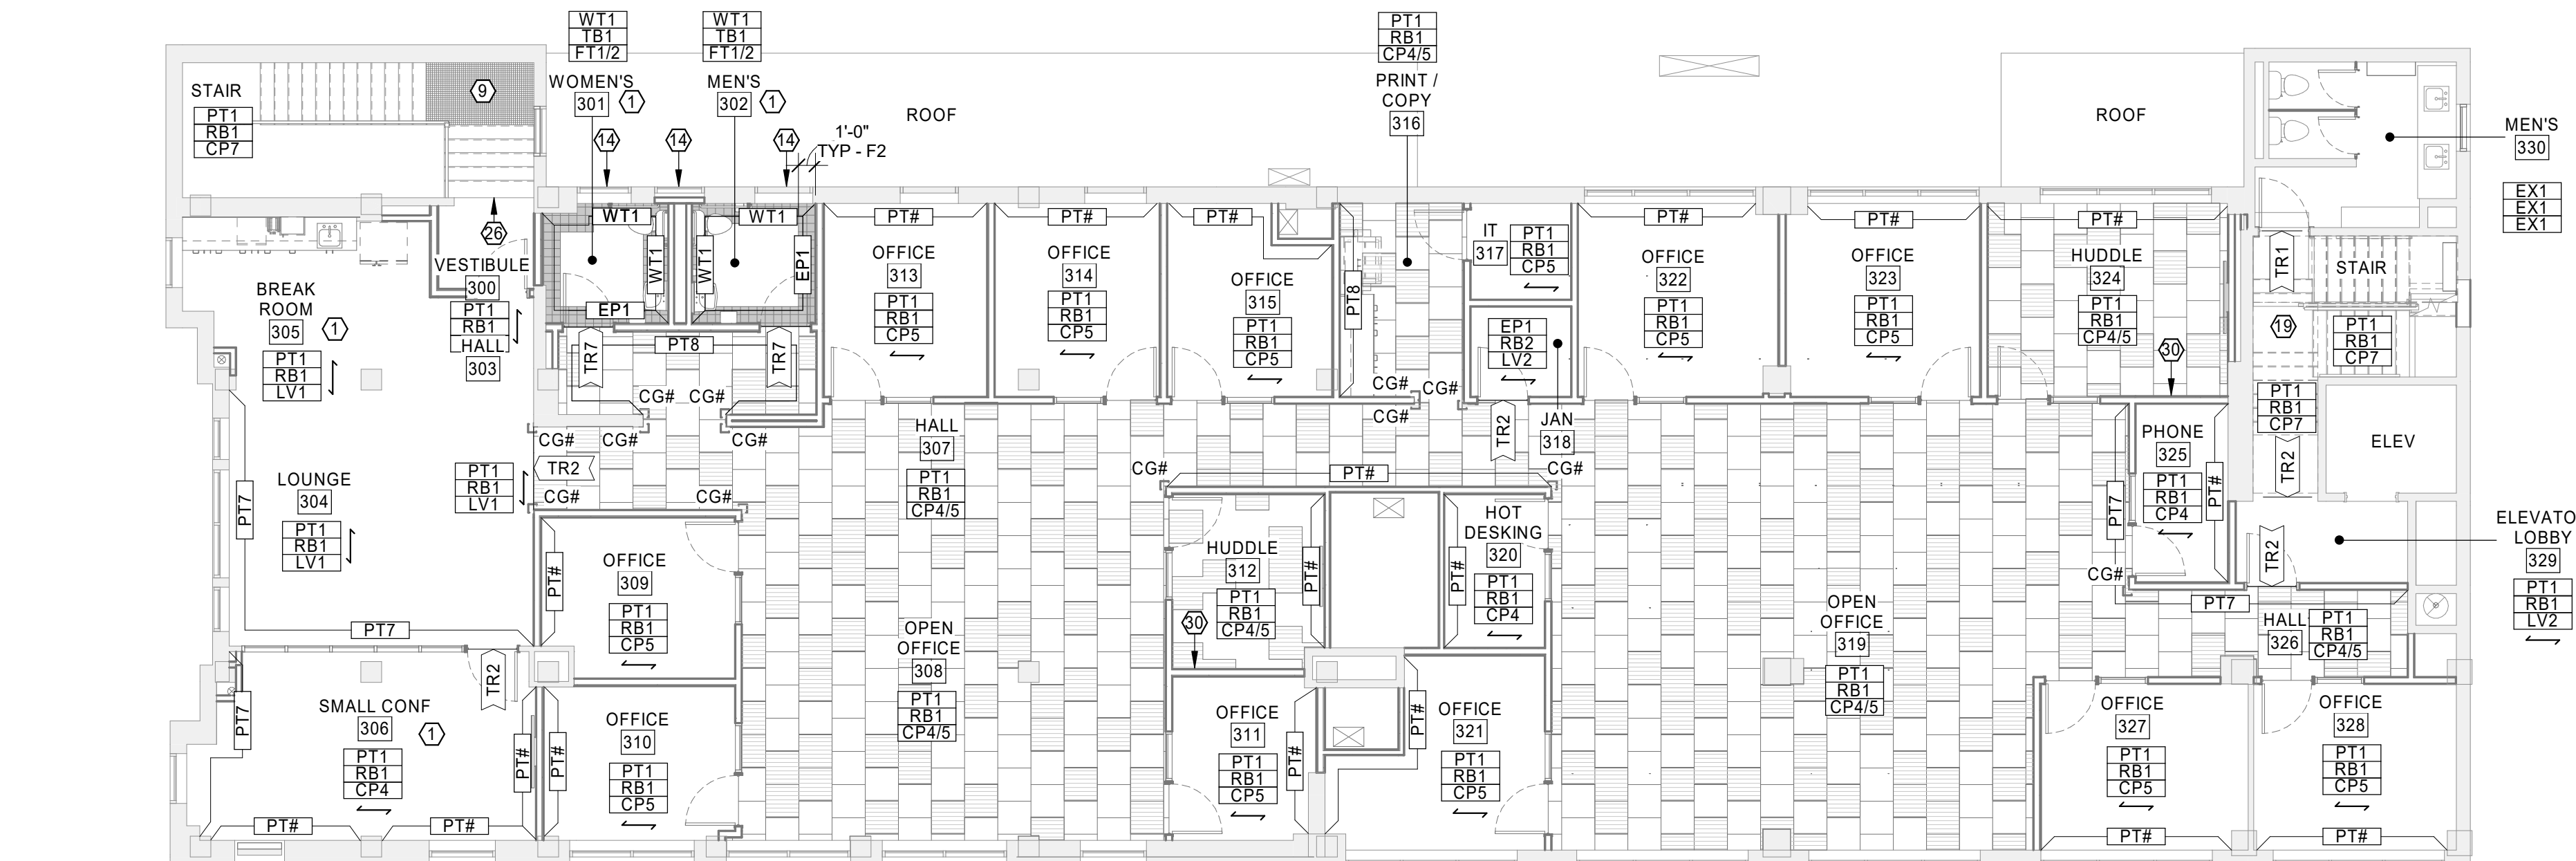 WT1
TB1
FT1/2
WT1
TB1
FT1/2
PT1
RB1
CP4/5
STAIR
PT1
RB1
CP7
9
WOMEN'S
301
1
MEN'S
302
1
14
14
14
1'-0"
TYP - F2
ROOF
PRINT /
COPY
316
ROOF
MEN'S
330
EX1
EX1
EX1
26
VESTIBULE
300
PT1
RB1
HALL
303
BREAK
ROOM
305
1
PT1
RB1
LV1
WT1
WT1
WT1
WT1
EP1
EP1
TR7
PT8
TR7
CG#
CG#
CG#
CG#
CG#
TR2
CG#
CG#
PT#
OFFICE
313
PT1
RB1
CP5
PT#
OFFICE
314
PT1
RB1
CP5
PT#
OFFICE
315
PT1
RB1
CP5
PT8
CG#
CG#
CG#
IT
317
PT1
RB1
CP5
EP1
RB2
LV2
TR2
JAN
318
PT#
OFFICE
322
PT1
RB1
CP5
PT#
OFFICE
323
PT1
RB1
CP5
PT#
HUDDLE
324
PT1
RB1
CP4/5
30
TR1
STAIR
19
PT1
RB1
CP7
PT1
RB1
CP7
TR2
ELEV
LOUNGE
304
PT1
RB1
LV1
PT1
RB1
LV1
PT7
PT7
HALL
307
PT1
RB1
CP4/5
CG#
PT#
CG#
PHONE
325
PT1
RB1
CP4
PT#
PT7
CG#
PT7
TR2
ELEVATO
LOBBY
329
PT1
RB1
LV2
PT#
OFFICE
309
PT1
RB1
CP5
HUDDLE
312
PT1
RB1
CP4/5
PT#
30
PT#
HOT
DESKING
320
PT1
RB1
CP4
OPEN
OFFICE
308
PT1
RB1
CP4/5
OPEN
OFFICE
319
PT1
RB1
CP4/5
HALL
326
PT1
RB1
CP4/5
TR2
PT7
SMALL CONF
306
1
PT1
RB1
CP4
PT#
PT#
PT#
PT#
OFFICE
310
PT1
RB1
CP5
OFFICE
311
PT1
RB1
CP5
PT#
PT#
OFFICE
321
PT1
RB1
CP5
OFFICE
327
PT1
RB1
CP5
PT#
OFFICE
328
PT1
RB1
CP5
PT#